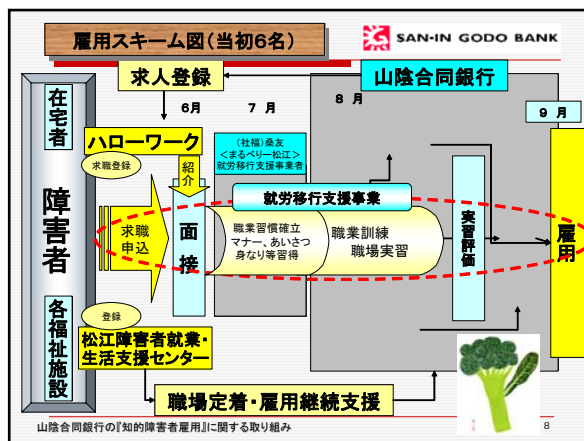 雇用スキーム図(当初6名)
SAN-IN GODO BANK
求人登録
山陰合同銀行
6月
7 月
8 月
9 月
在宅者
障害者
各福祉施設
ハローワーク
求職登録
紹介
(社福)桑友
<まるべりー松江>
就労移行支援事業者
就労移行支援事業
求職
申込
面接
職業習慣確立
マナー、あいさつ
身なり等習得
職業訓練
職場実習
実習評価
雇用
登録
松江障害者就業・
生活支援センター
職場定着・雇用継続支援
山陰合同銀行の『知的障害者雇用』に関する取り組み
8